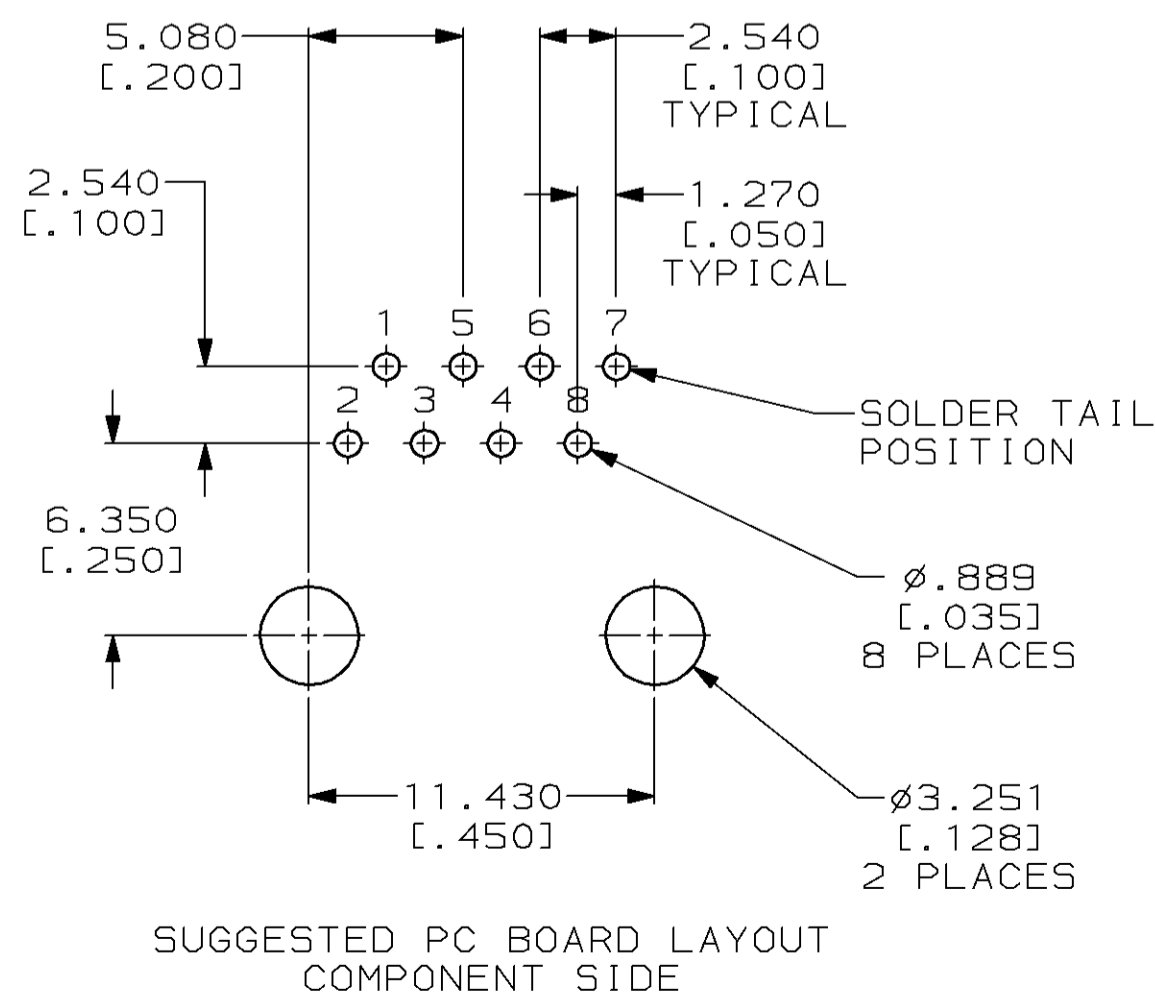 5.080
[.200]
2.540
[.100]
TYPICAL
2.540
[.100]
1.270
[.050]
TYPICAL
1 5 6 7
2 3 4 8
SOLDER TAIL
POSITION
6.350
[.250]
ø.889
[.035]
8 PLACES
11.430
[.450]
ø3.251
[.128]
2 PLACES
SUGGESTED PC BOARD LAYOUT
COMPONENT SIDE